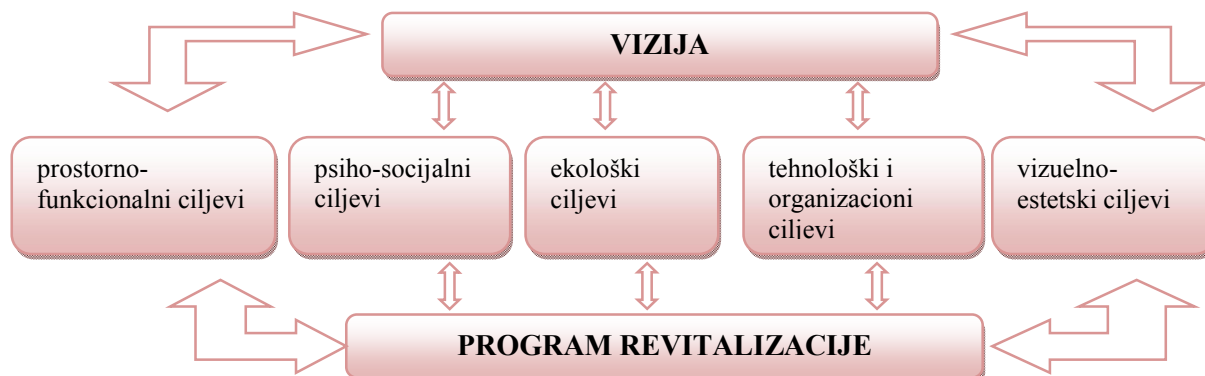 VIZIJA
prostorno-
funkcionalni ciljevi
psiho-socijalni
ciljevi
ekološki
ciljevi
tehnološki i
organizacioni
ciljevi
vizuelno-
estetski ciljevi
PROGRAM REVITALIZACIJE